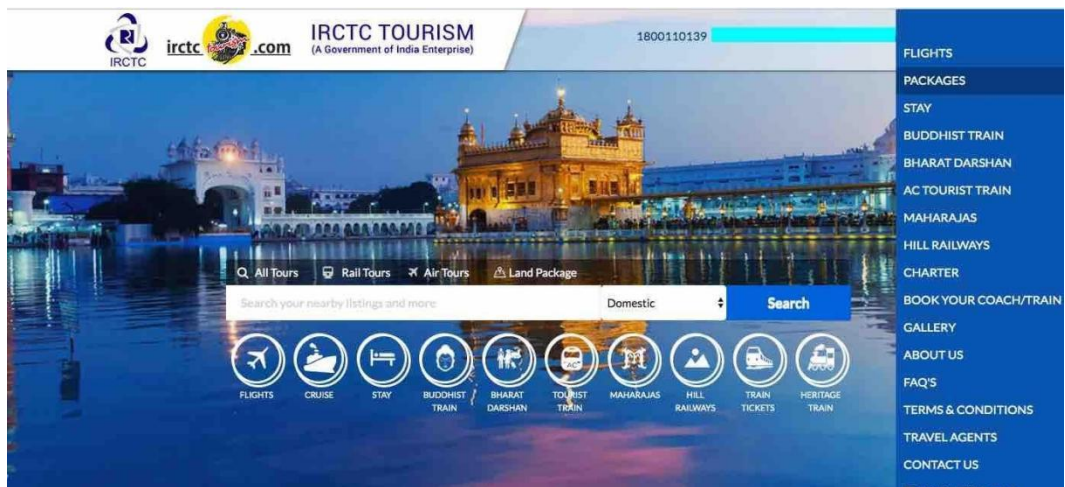 IRCTC
irctc
.com
IRCTC TOURISM
(A Government of India Enterprise)
1800110139
All Tours
Rail Tours
Air Tours
Land Package
Search your nearby listings and more
Domestic
Search
FLIGHTS
CRUISE
STAY
BUDDHIST
TRAIN
BHARAT
DARSHAN
AC
TOURIST
TRAIN
MAHARAJAS
HILL
RAILWAYS
TRAIN
TICKETS
HERITAGE
TRAIN
FLIGHTS
PACKAGES
STAY
BUDDHIST TRAIN
BHARAT DARSHAN
AC TOURIST TRAIN
MAHARAJAS
HILL RAILWAYS
CHARTER
BOOK YOUR COACH/TRAIN
GALLERY
ABOUT US
FAQ'S
TERMS & CONDITIONS
TRAVEL AGENTS
CONTACT US